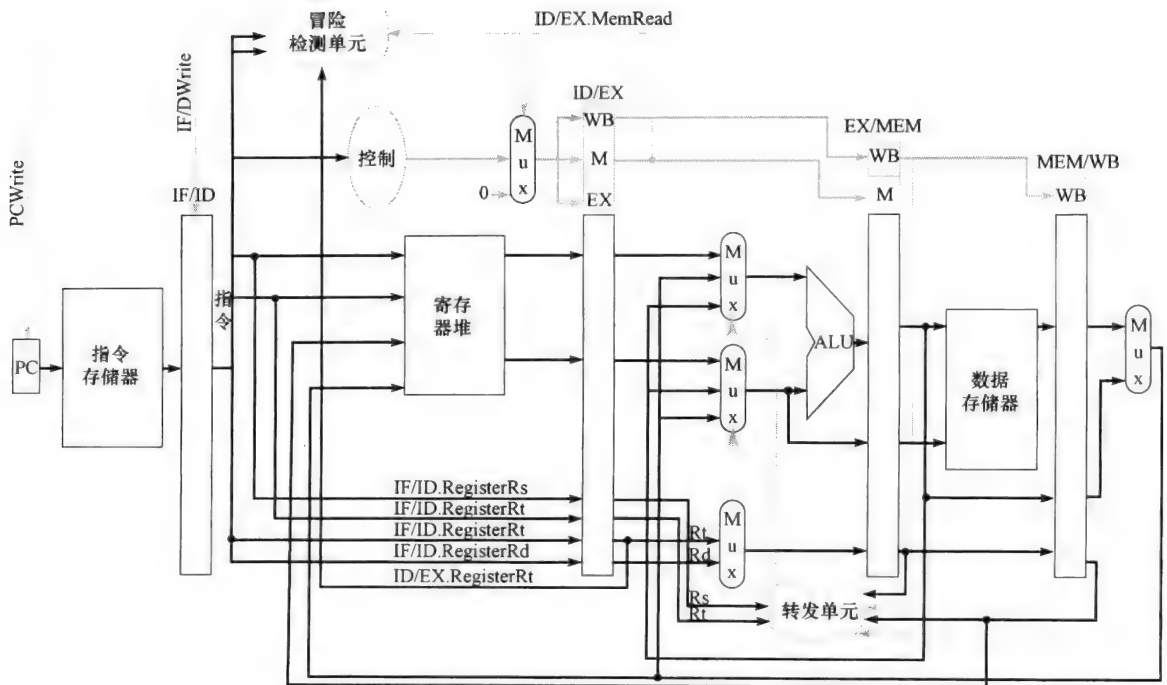 冒险
检测单元
ID/EX.MemRead
IF/DWrite
PCWrite
ID/EX
WB
M
EX
EX/MEM
WB
M
MEM/WB
WB
控制
M
u
x
0
IF/ID
指令
寄存
器堆
M
u
x
M
u
x
ALU
PC
指令
存储器
数据
存储器
M
u
x
IF/ID.RegisterRs
IF/ID.RegisterRt
IF/ID.RegisterRt
IF/ID.RegisterRd
ID/EX.RegisterRt
Rt
Rd
M
u
x
Rs
Rt
转发单元